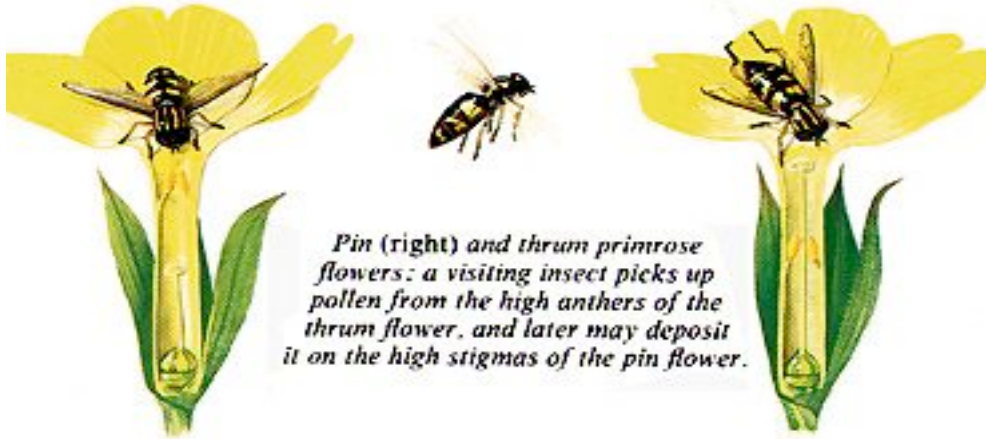 Pin (right) and thrum primrose
flowers: a visiting insect picks up
pollen from the high anthers of the
thrum flower, and later may deposit
it on the high stigmas of the pin flower.